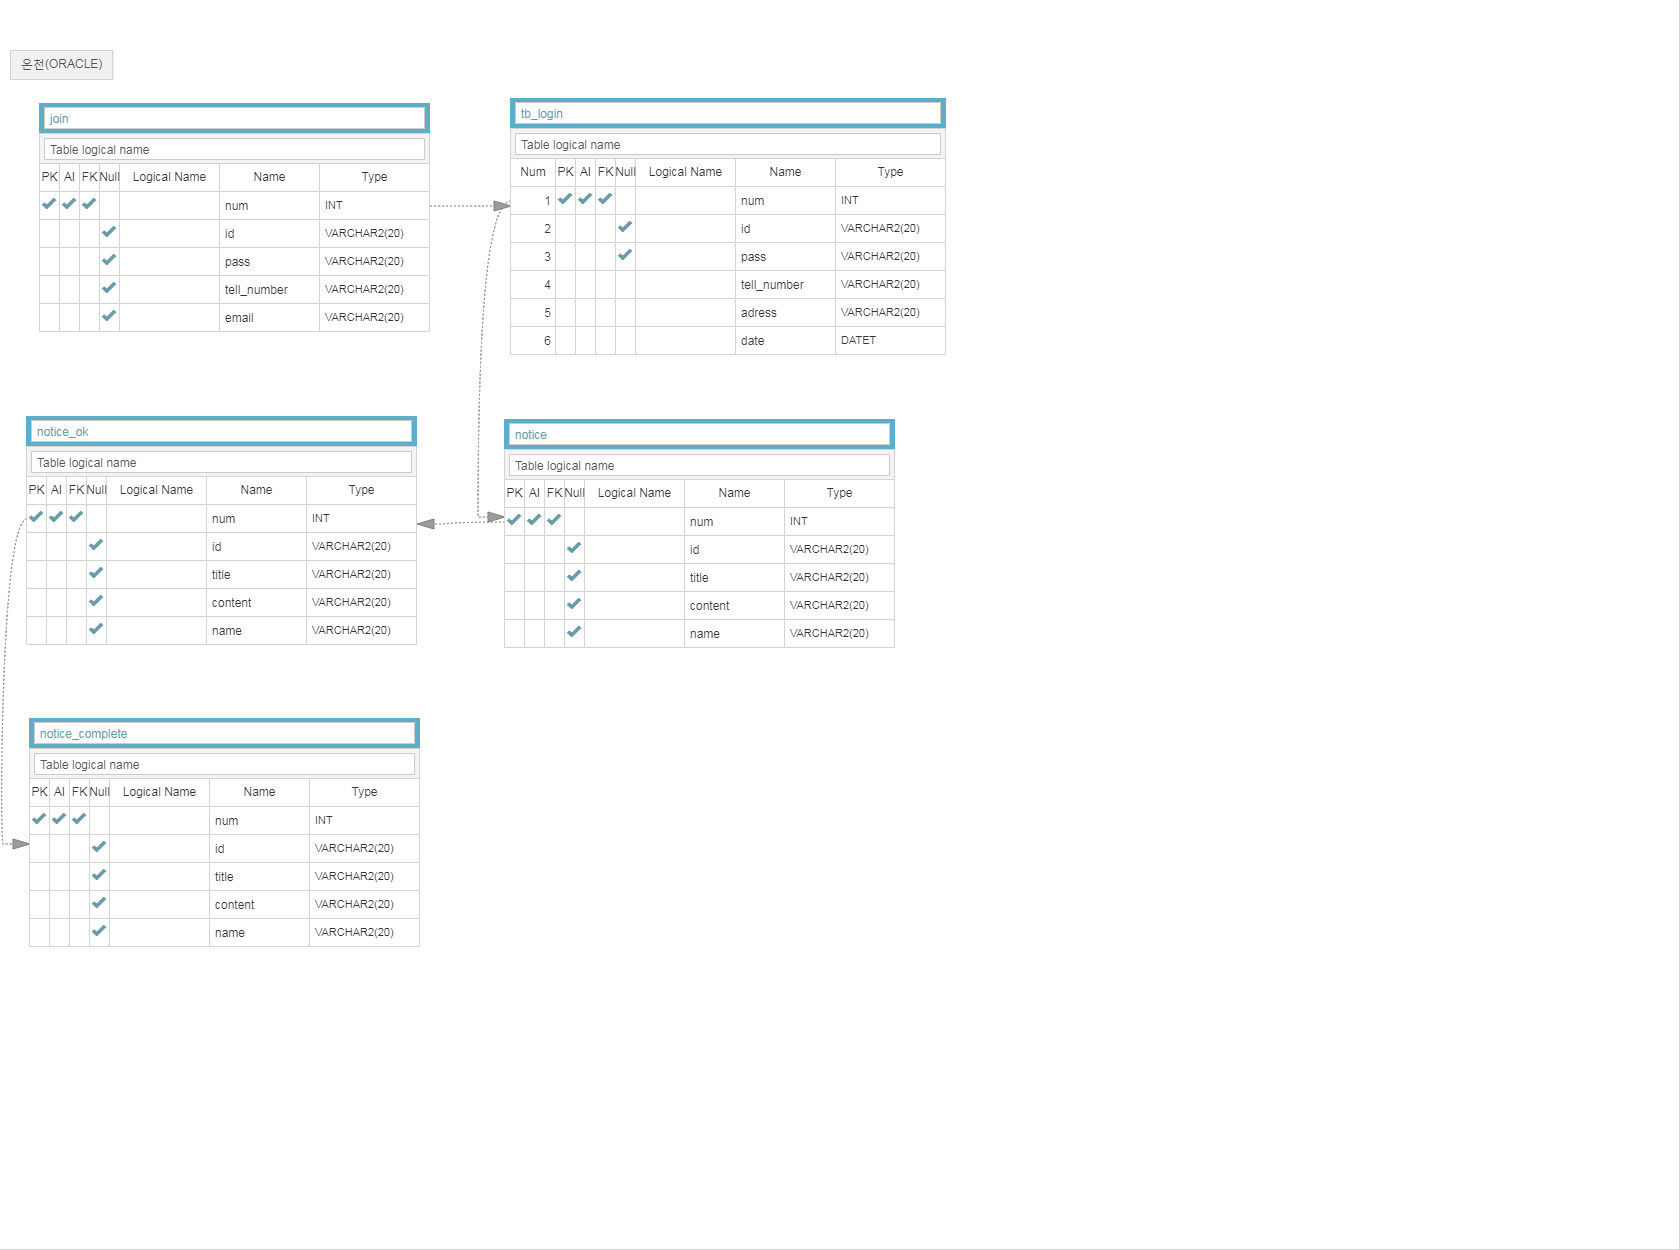 온천(ORACLE)
join
Table logical name
PK AI FK Null Logical Name Name Type
num INT
id VARCHAR2(20)
pass VARCHAR2(20)
tell_number VARCHAR2(20)
email VARCHAR2(20)
tb_login
Table logical name
Num PK AI FK Null Logical Name Name Type
1 num INT
2 id VARCHAR2(20)
3 pass VARCHAR2(20)
4 tell_number VARCHAR2(20)
5 adress VARCHAR2(20)
6 date DATET
notice_ok
Table logical name
PK AI FK Null Logical Name Name Type
num INT
id VARCHAR2(20)
title VARCHAR2(20)
content VARCHAR2(20)
name VARCHAR2(20)
notice
Table logical name
PK AI FK Null Logical Name Name Type
num INT
id VARCHAR2(20)
title VARCHAR2(20)
content VARCHAR2(20)
name VARCHAR2(20)
notice_complete
Table logical name
PK AI FK Null Logical Name Name Type
num INT
id VARCHAR2(20)
title VARCHAR2(20)
content VARCHAR2(20)
name VARCHAR2(20)